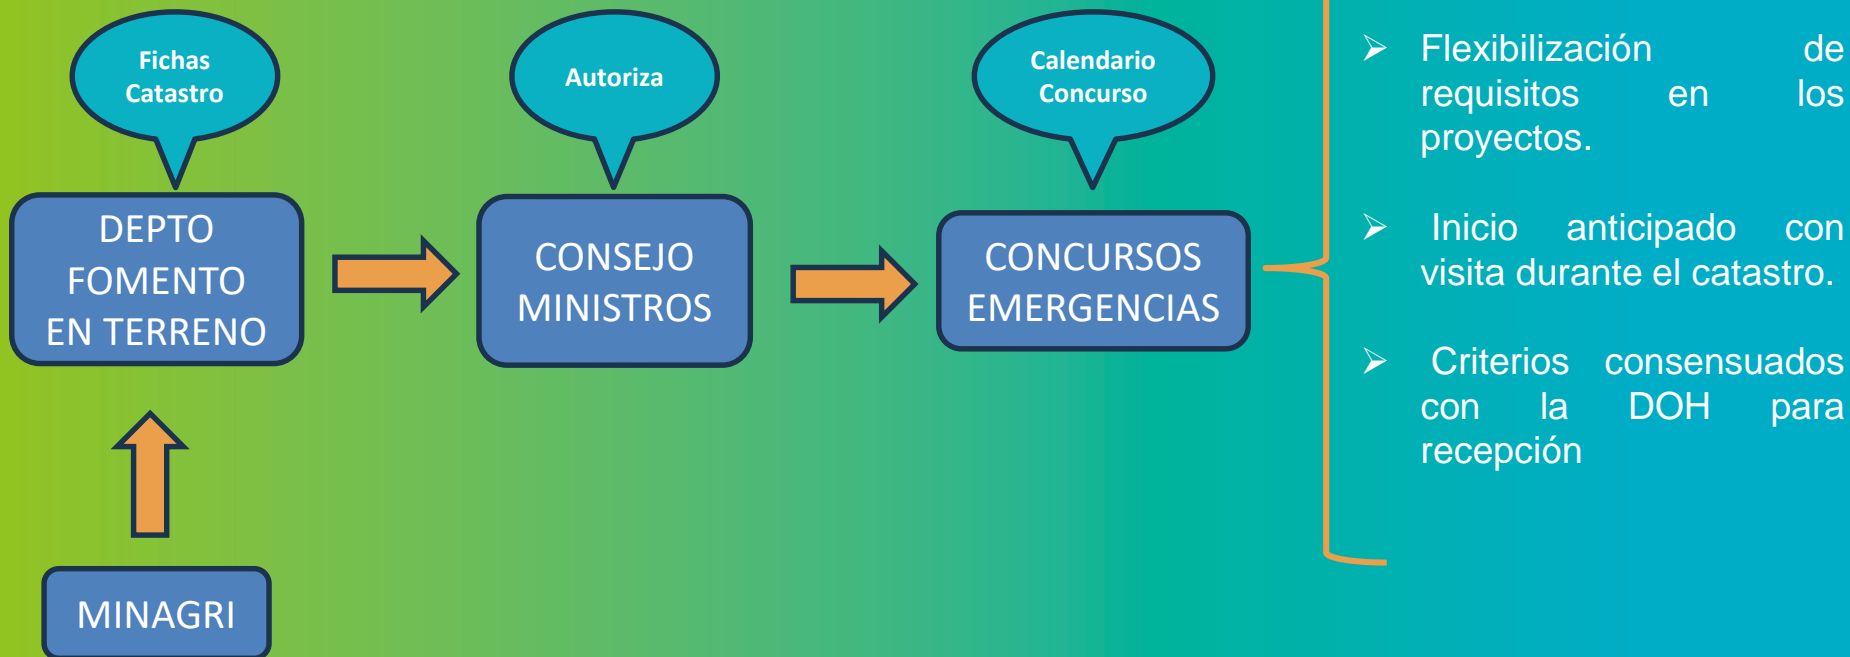 Fichas
Catastro
Autoriza
Calendario
Concurso
DEPTO
FOMENTO
EN TERRENO
CONSEJO
MINISTROS
CONCURSOS
EMERGENCIAS
MINAGRI
➢ Flexibilización de
requisitos en los
proyectos.
➢ Inicio anticipado con
visita durante el catastro.
➢ Criterios consensuados
con la DOH para
recepción